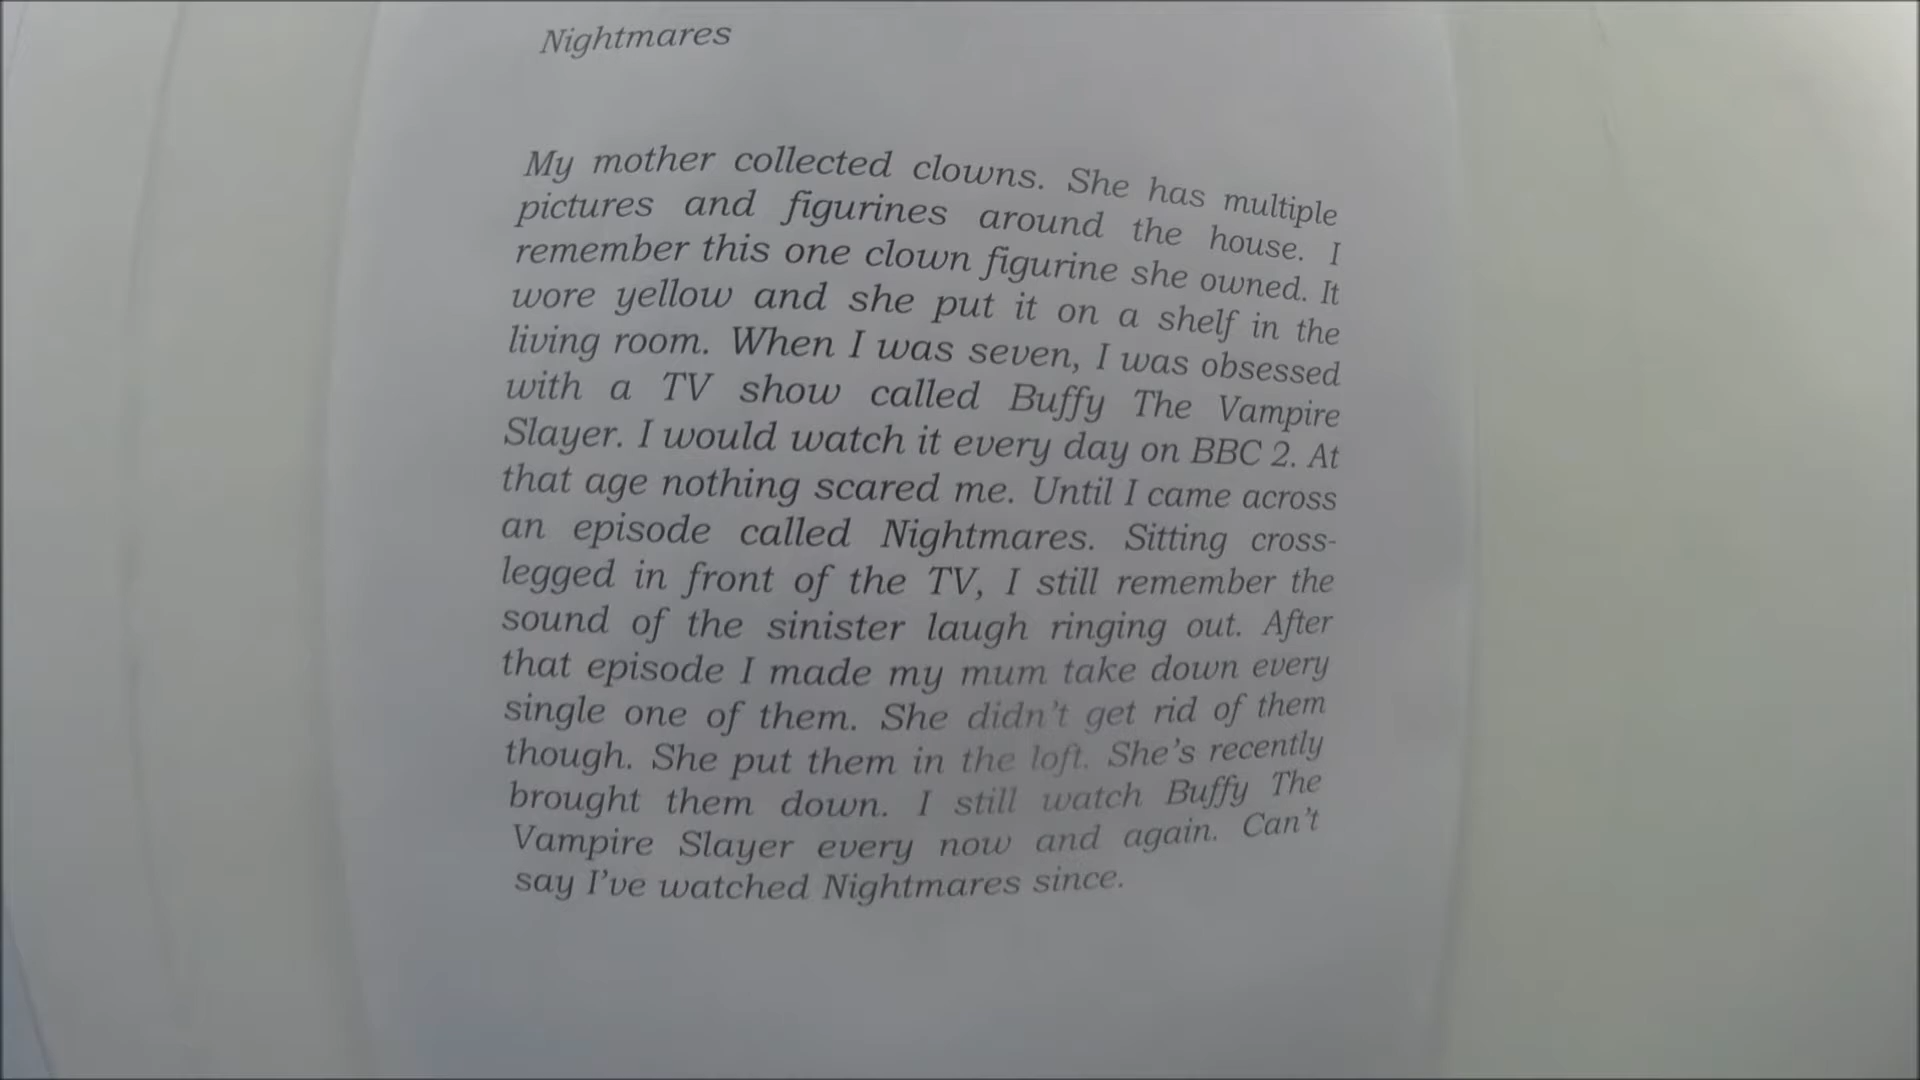 Nightmares
My mother collected clowns. She has multiple
pictures and figurines around the house. I
remember this one clown figurine she owned. It
wore yellow and she put it on a shelf in the
living room. When I was seven, I was obsessed
with a TV show called Buffy The Vampire
Slayer. I would watch it every day on BBC 2. At
that age nothing scared me. Until I came across
an episode called Nightmares. Sitting cross-
legged in front of the TV, I still remember the
sound of the sinister laugh ringing out. After
that episode I made my mum take down every
single one of them. She didn't get rid of them
though. She put them in the loft. She's recently
brought them down. I still watch Buffy The
Vampire Slayer every now and again. Can't
say I've watched Nightmares since.